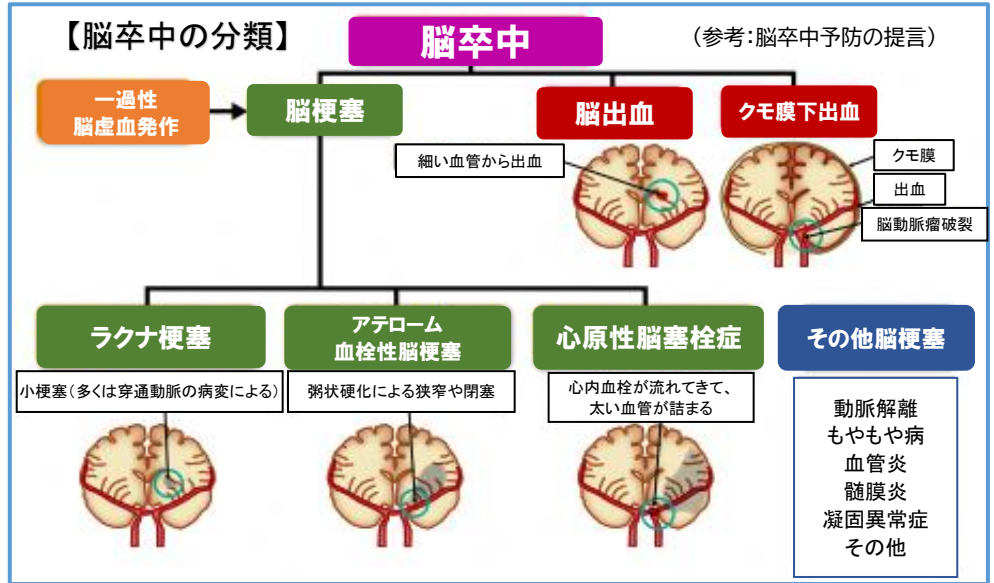 【脳卒中の分類】
脳卒中
(参考:脳卒中予防の提言)
一過性
脳虚血発作
脳梗塞
脳出血
クモ膜下出血
細い血管から出血
クモ膜
出血
脳動脈瘤破裂
ラクナ梗塞
アテローム
血栓性脳梗塞
心原性脳塞栓症
その他脳梗塞
小梗塞(多くは穿通動脈の病変による)
粥状硬化による狭窄や閉塞
心内血栓が流れてきて、
太い血管が詰まる
動脈解離
もやもや病
血管炎
髄膜炎
凝固異常症
その他